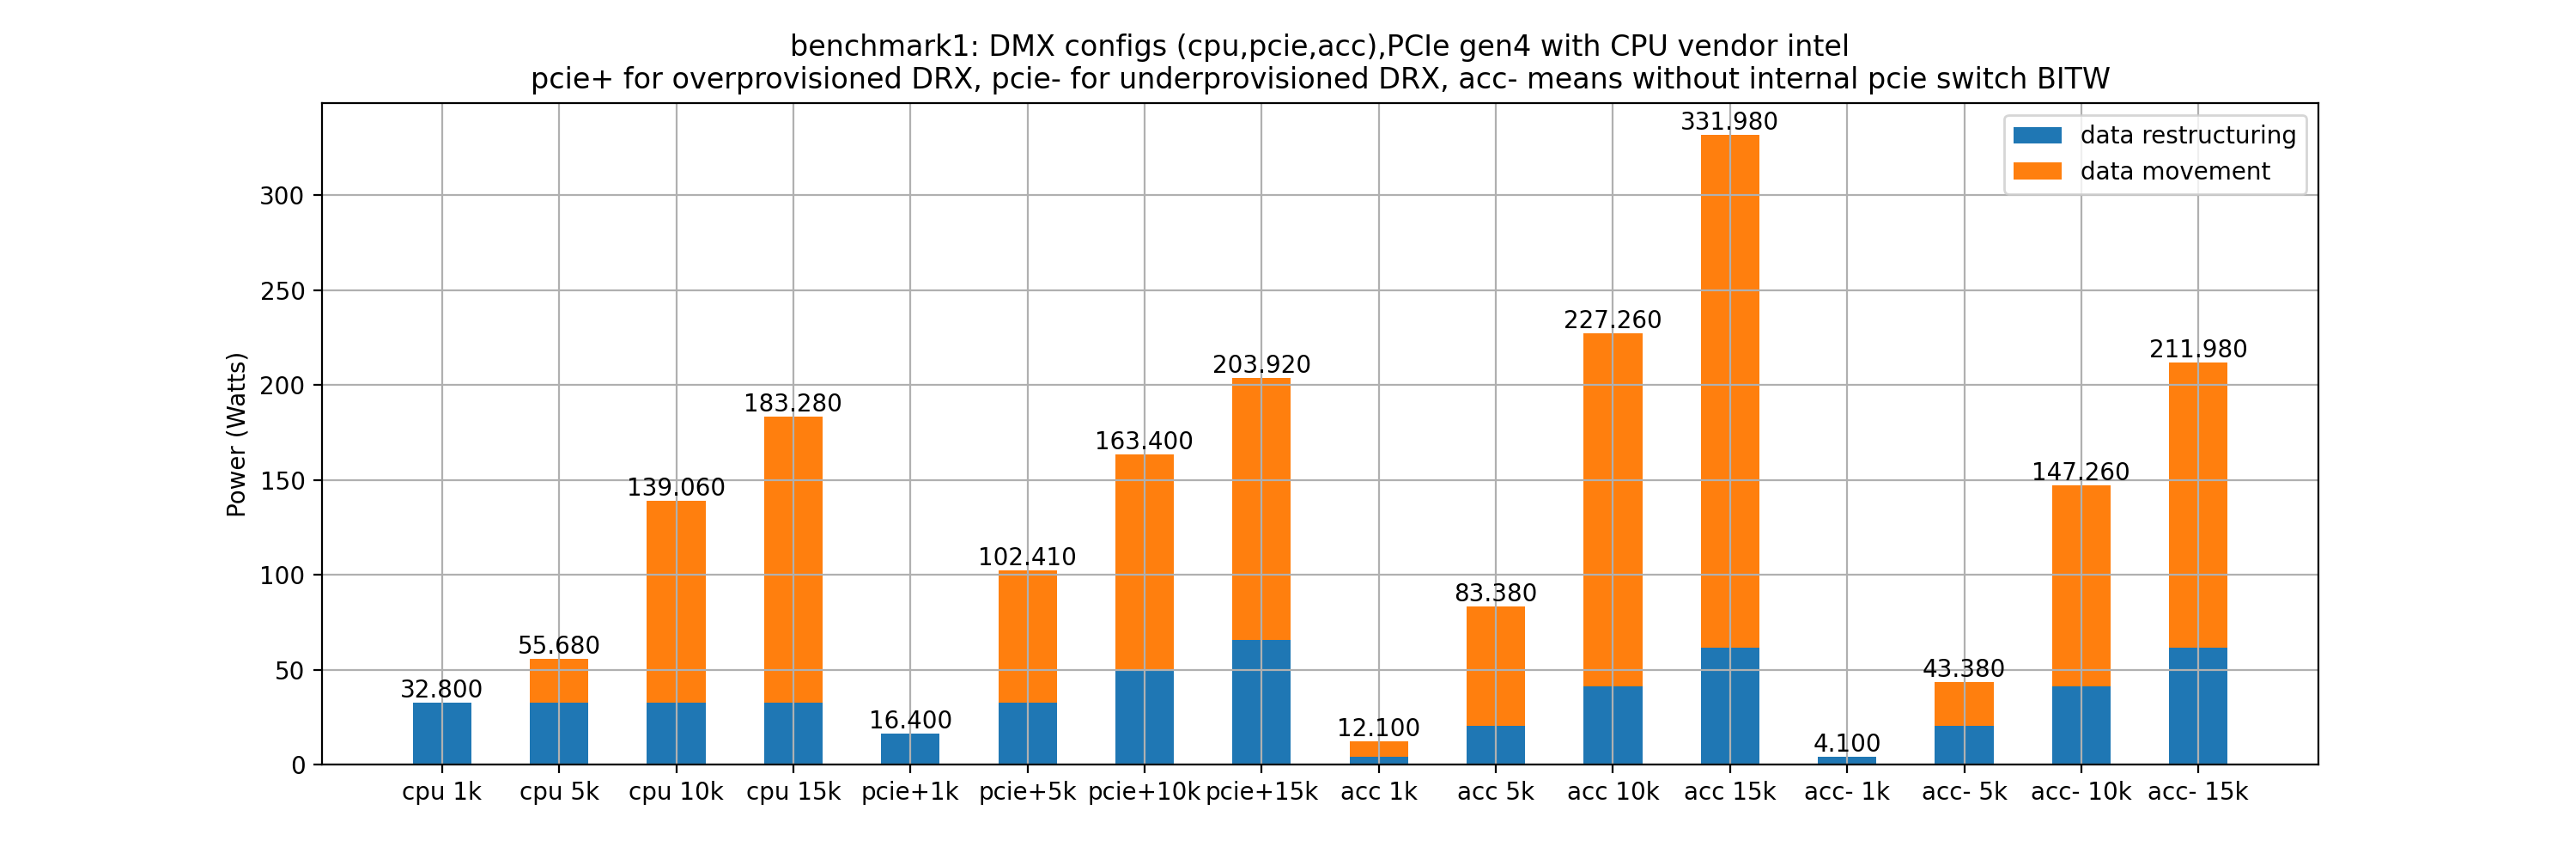 benchmark1: DMX configs (cpu,pcie,acc),PCIe gen4 with CPU vendor intel
pcie+ for overprovisioned DRX, pcie- for underprovisioned DRX, acc- means without internal pcie switch BITW
data restructuring
data movement
Power (Watts)
300
250
200
150
100
50
0
32.800
55.680
139.060
183.280
16.400
102.410
163.400
203.920
12.100
83.380
227.260
331.980
4.100
43.380
147.260
211.980
cpu 1k
cpu 5k
cpu 10k
cpu 15k
pcie+1k
pcie+5k
pcie+10k
pcie+15k
acc 1k
acc 5k
acc 10k
acc 15k
acc- 1k
acc- 5k
acc- 10k
acc- 15k